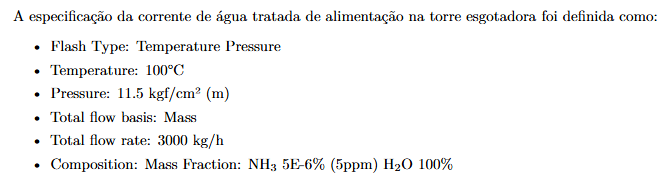 A especificação da corrente de água tratada de alimentação na torre esgotadora foi definida como:
• Flash Type: Temperature Pressure
• Temperature: 100°C
• Pressure: 11.5 kgf/cm² (m)
• Total flow basis: Mass
• Total flow rate: 3000 kg/h
• Composition: Mass Fraction: NH₃ 5E-6% (5ppm) H₂O 100%